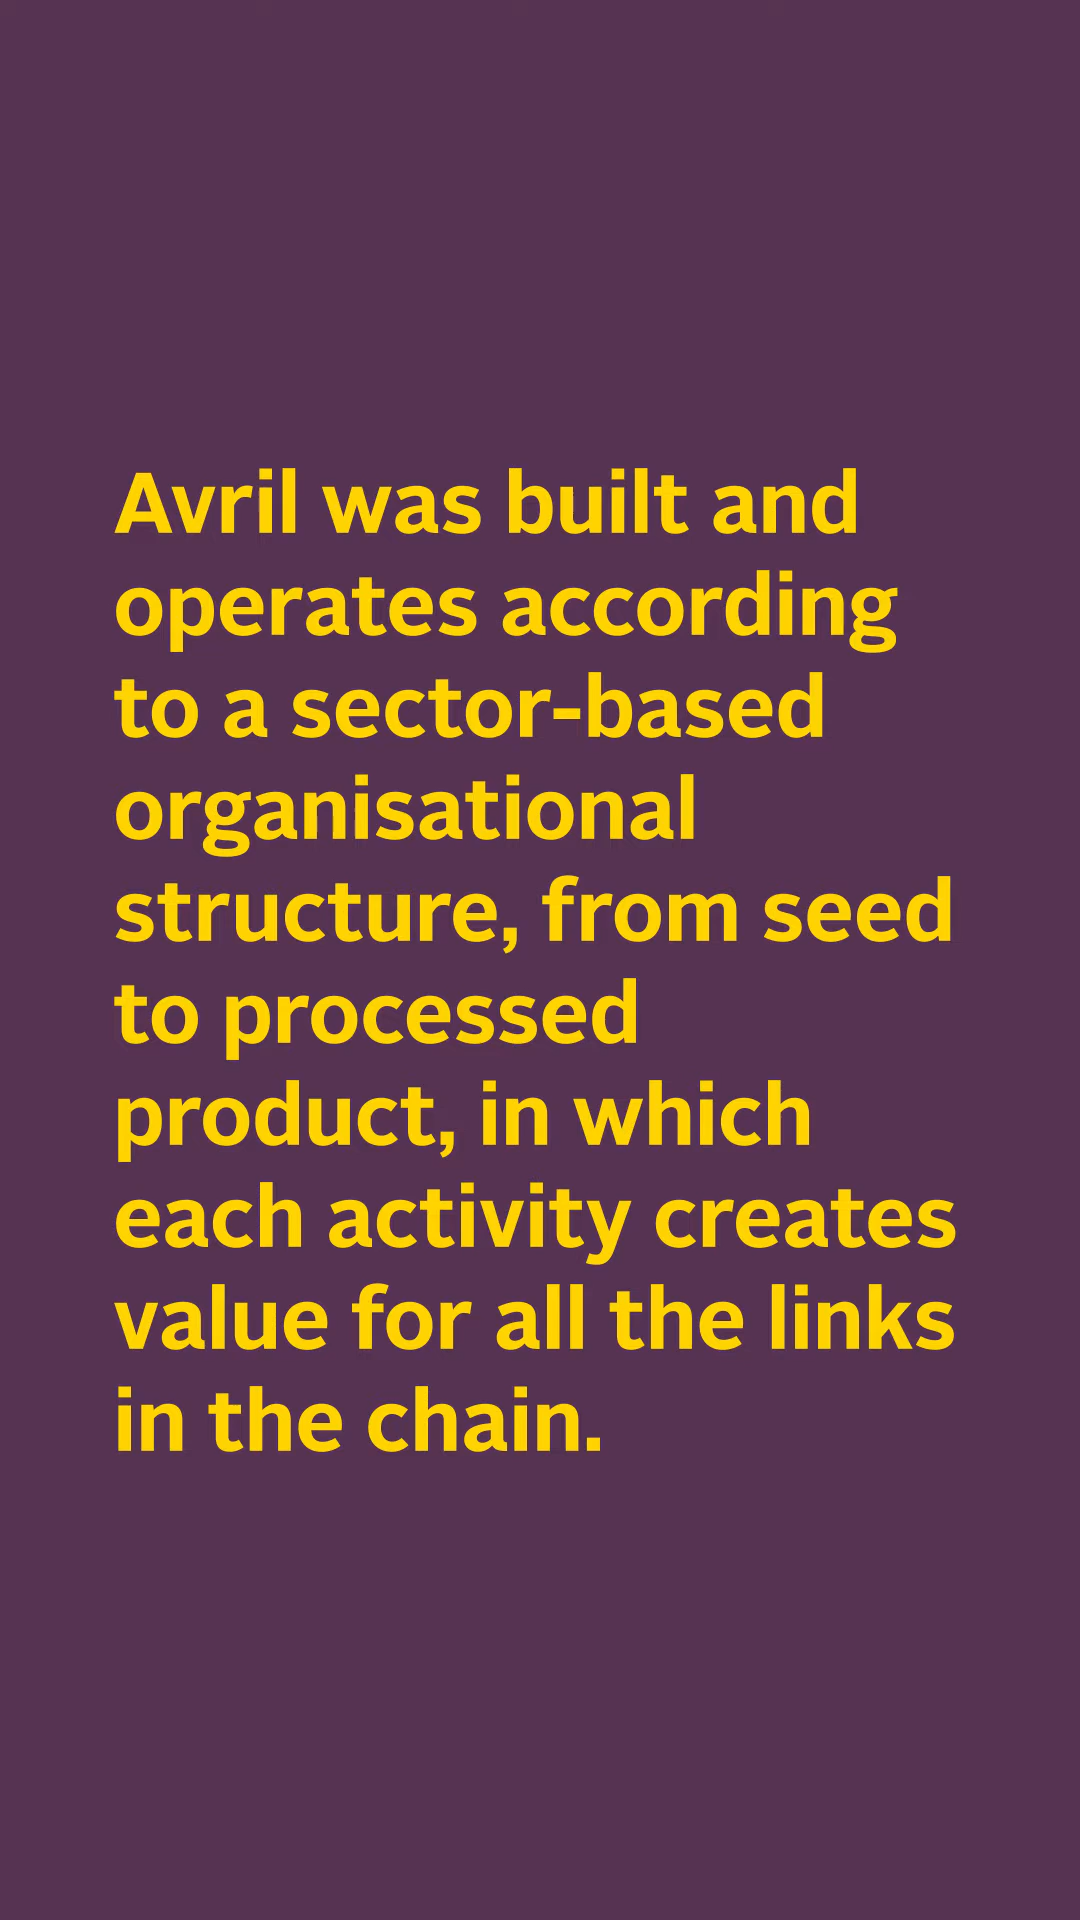 Avril was built and
operates according
to a sector-based
organisational
structure, from seed
to processed
product, in which
each activity creates
value for all the links
in the chain.